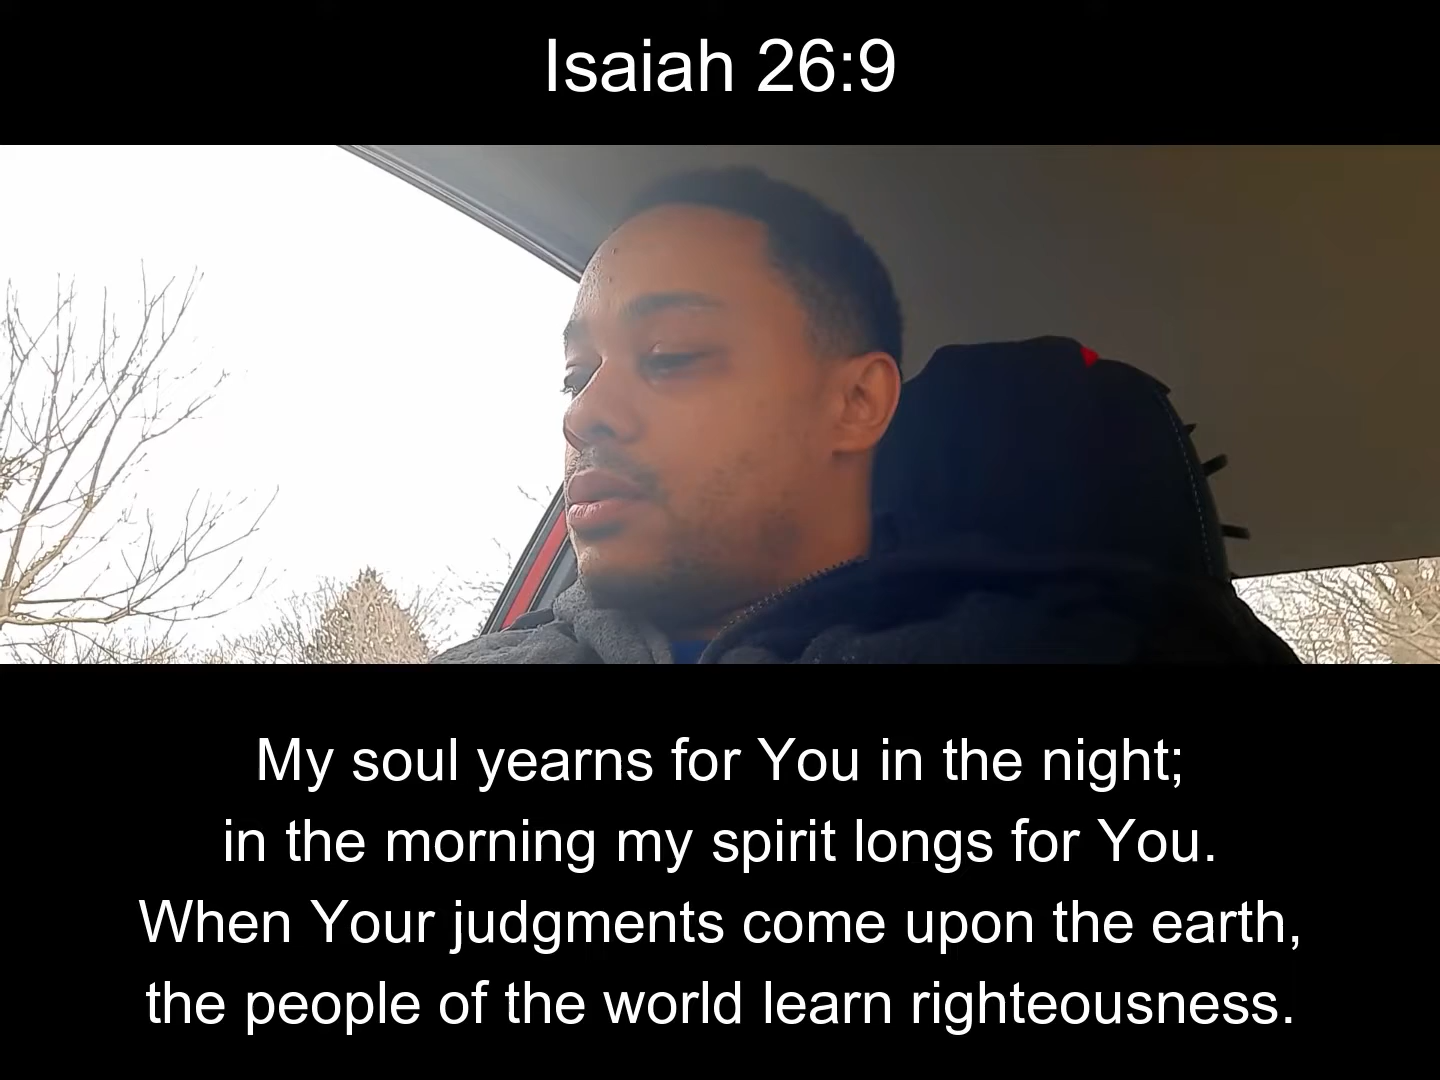 Isaiah 26:9
My soul yearns for You in the night;
in the morning my spirit longs for You.
When Your judgments come upon the earth,
the people of the world learn righteousness.